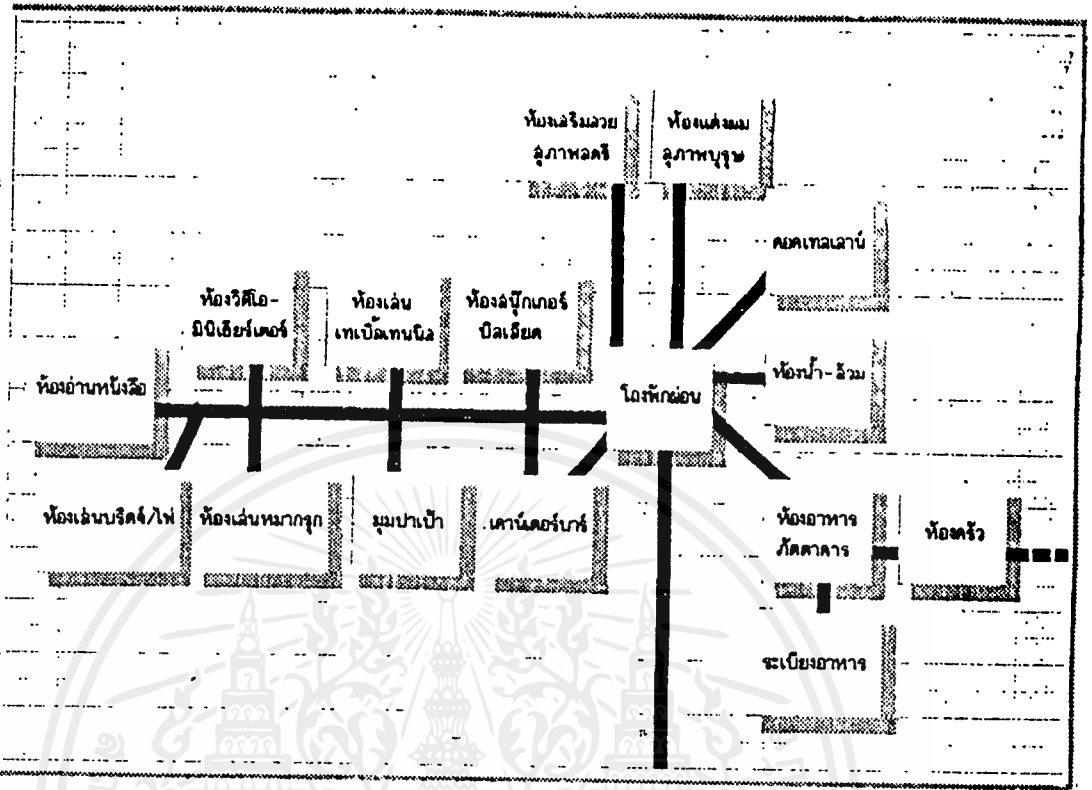 ห้องเสริมสวย
สุภาพสตรี
ห้องแต่งผม
สุภาพบุรุษ
คอคเทลเลาน์
ห้องวิดีโอ-
มินิเธียร์เตอร์
ห้องเล่น
เทเบิ้ลเทนนิส
ห้องสนุ๊กเกอร์
บิลเลียด
ห้องอ่านหนังสือ
โถงพักผ่อน
ห้องน้ำ-ส้วม
ห้องเล่นบริดจ์/ไพ่
ห้องเล่นหมากรุก
มุมปาเป้า
เคาน์เตอร์บาร์
ห้องอาหาร
ภัตตาคาร
ห้องครัว
ระเบียงอาหาร